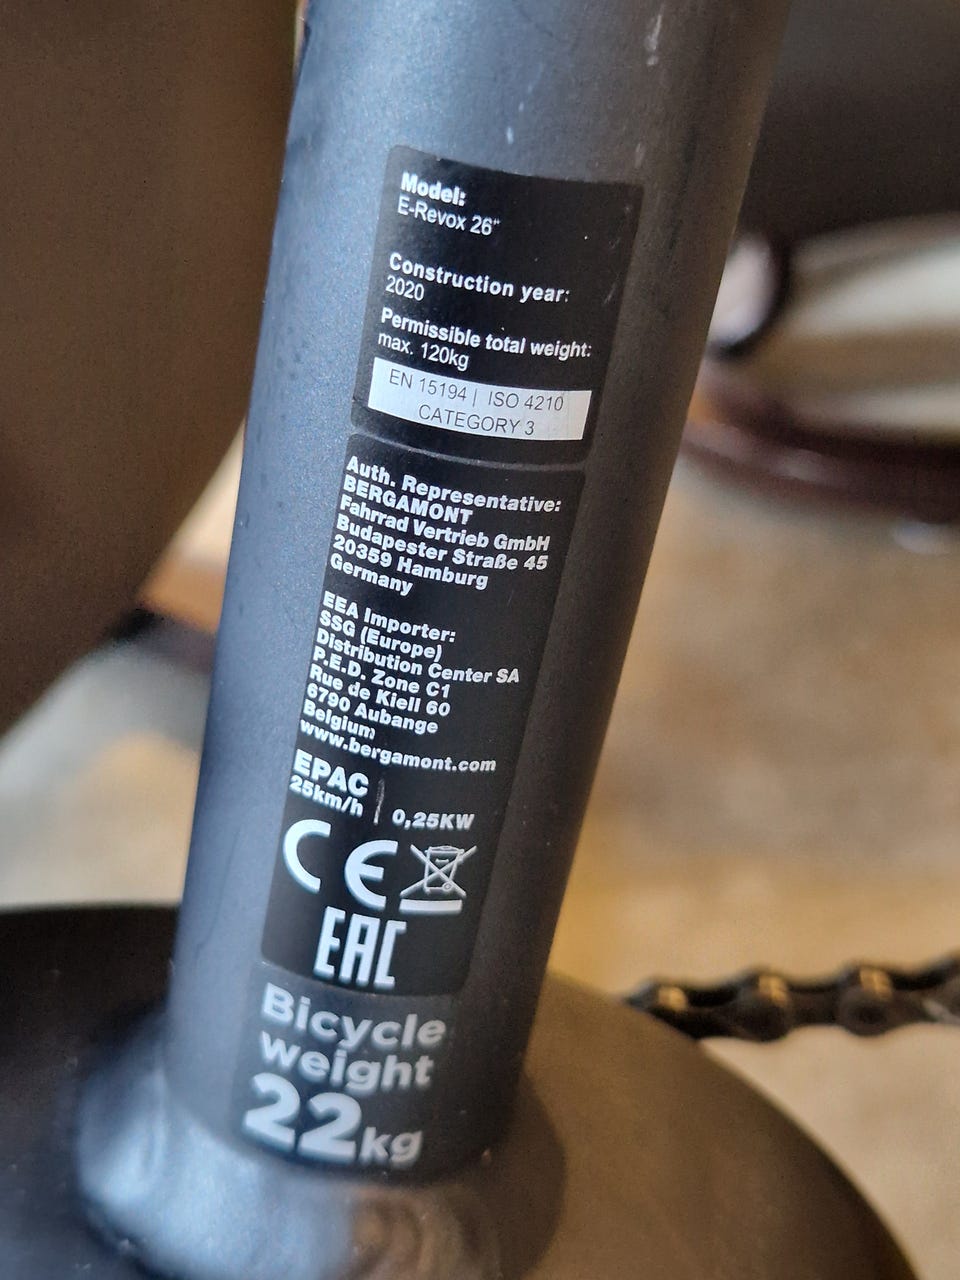 Model:
E-Revox 26"
Construction year:
2020
Permissible total weight:
max. 120kg
EN 15194 | ISO 4210
CATEGORY 3
Auth. Representative:
BERGAMONT
Fahrrad Vertrieb GmbH
Budapester Straße 45
20359 Hamburg
Germany
EEA Importer:
SSG (Europe)
Distribution Center SA
P.E.D. Zone C1
Rue de Kiell 60
6790 Aubange
Belgium
www.bergamont.com
EPAC
25km/h | 0,25KW
CE
EAC
Bicycle
weight
22kg